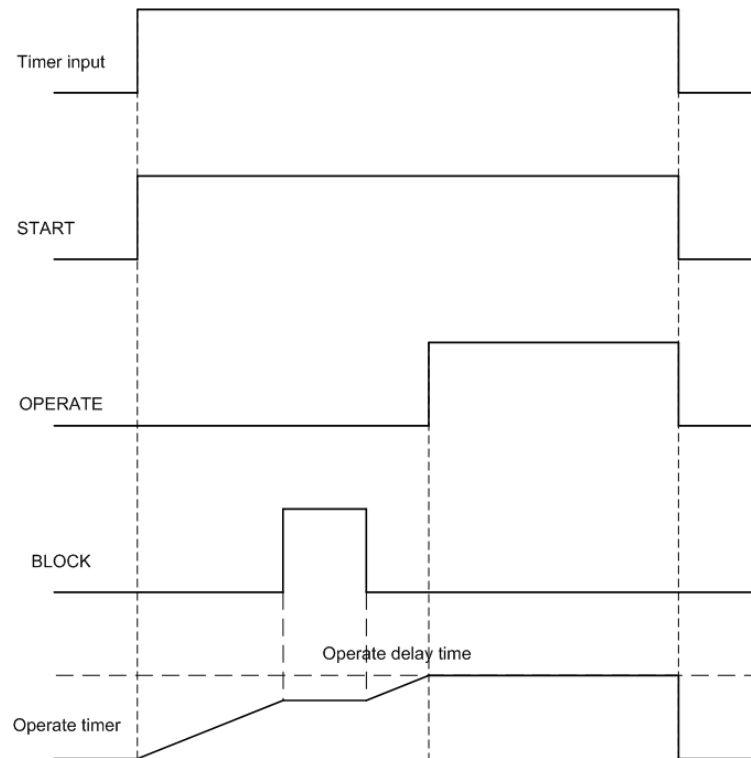 Timer input
START
OPERATE
BLOCK
Operate delay time
Operate timer